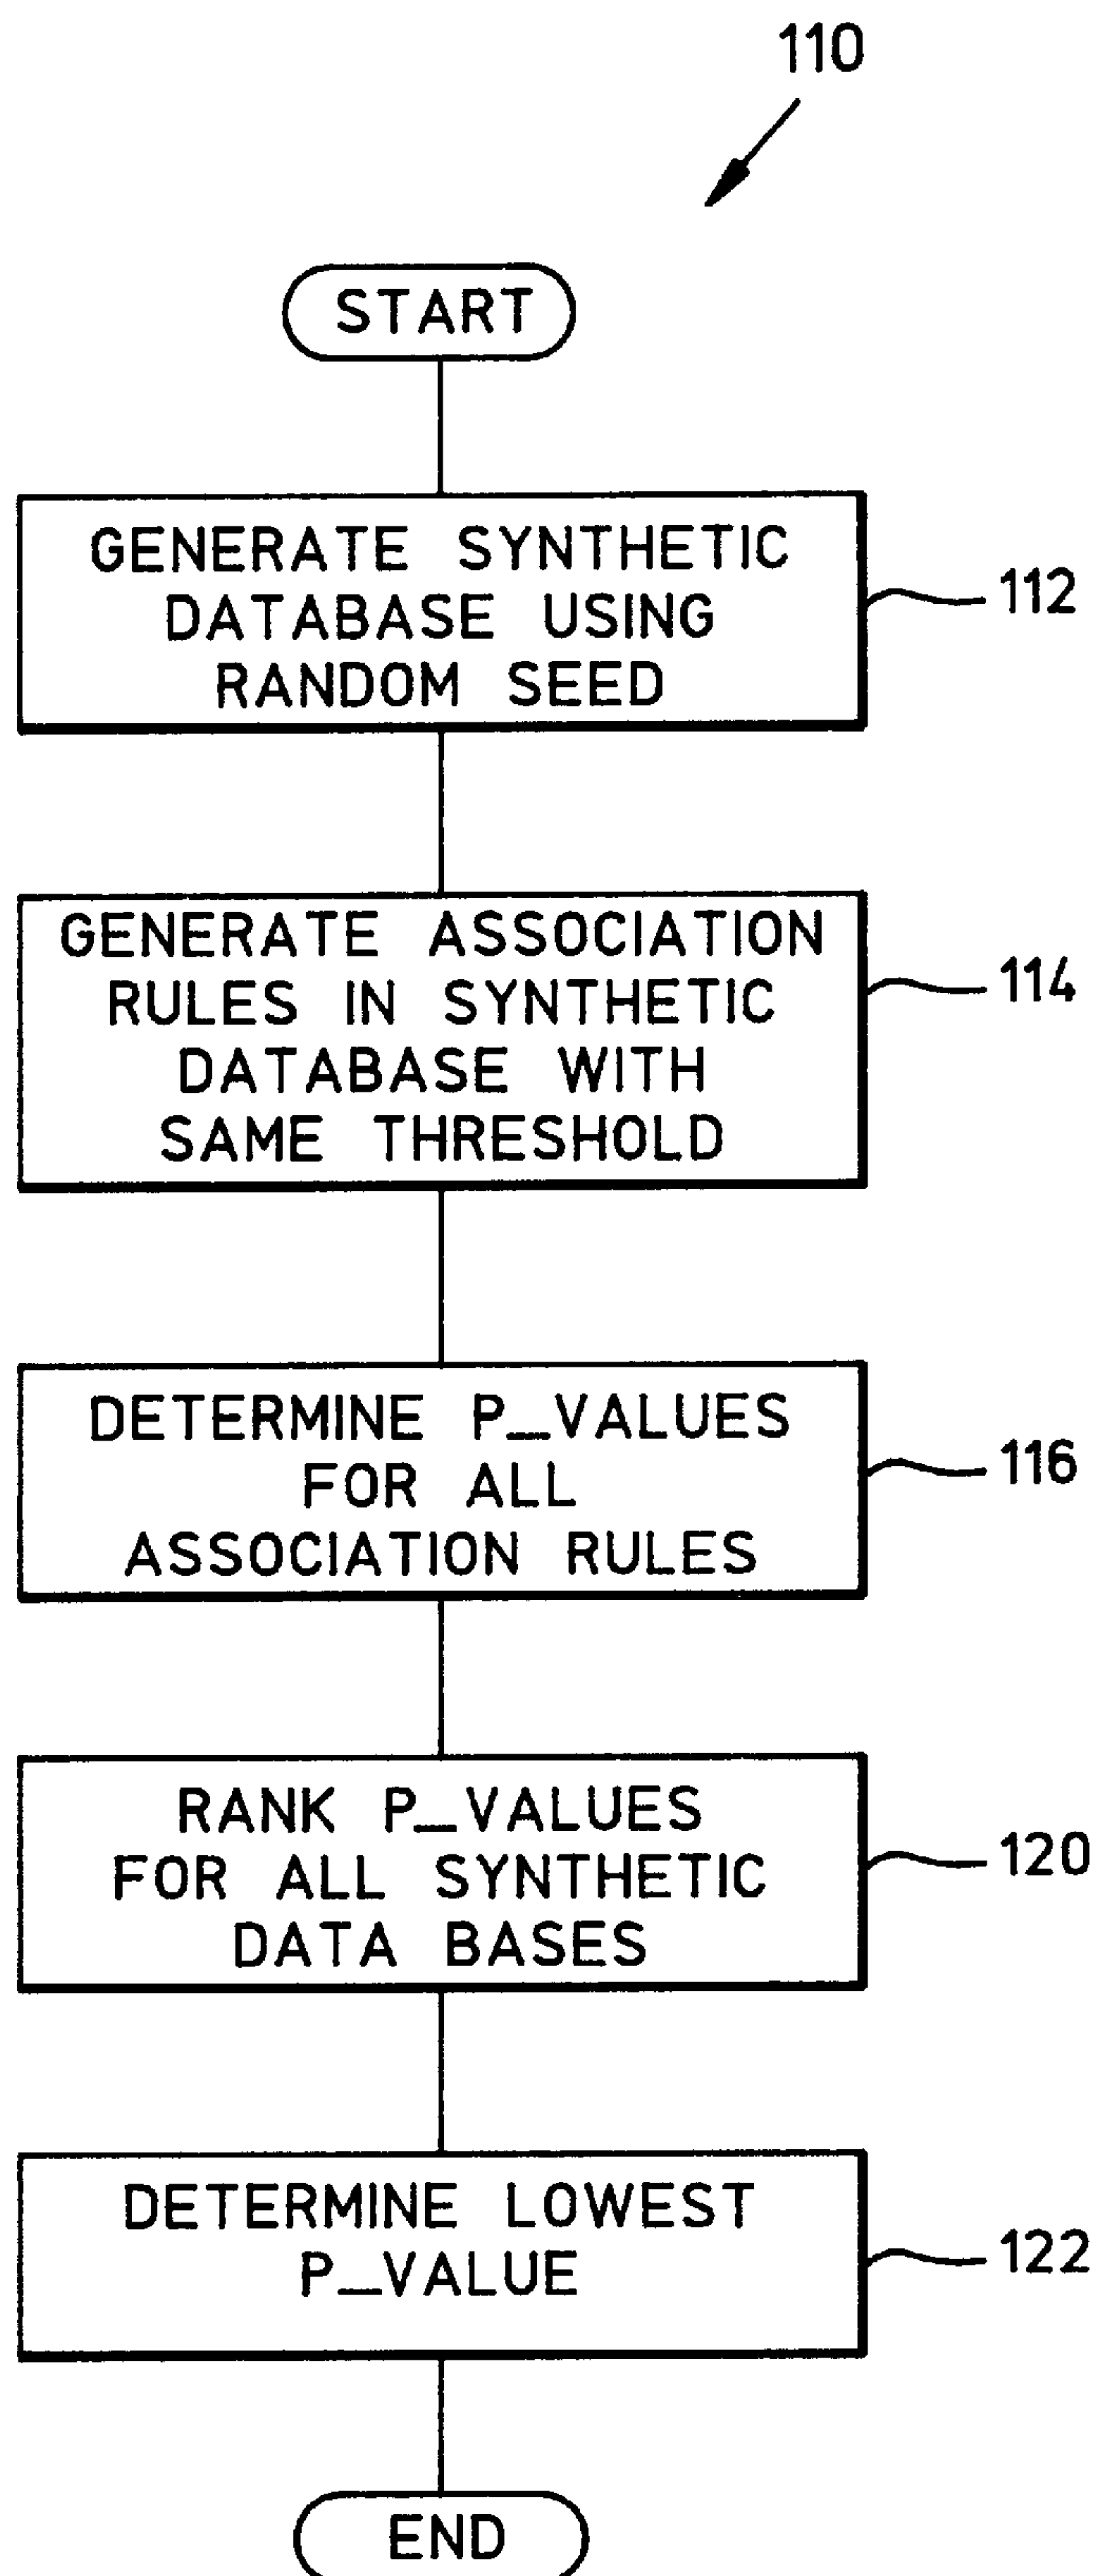 110
START
GENERATE SYNTHETIC
DATABASE USING
RANDOM SEED
112
GENERATE ASSOCIATION
RULES IN SYNTHETIC
DATABASE WITH
SAME THRESHOLD
114
DETERMINE P_VALUES
FOR ALL
ASSOCIATION RULES
116
RANK P_VALUES
FOR ALL SYNTHETIC
DATA BASES
120
DETERMINE LOWEST
P_VALUE
122
END